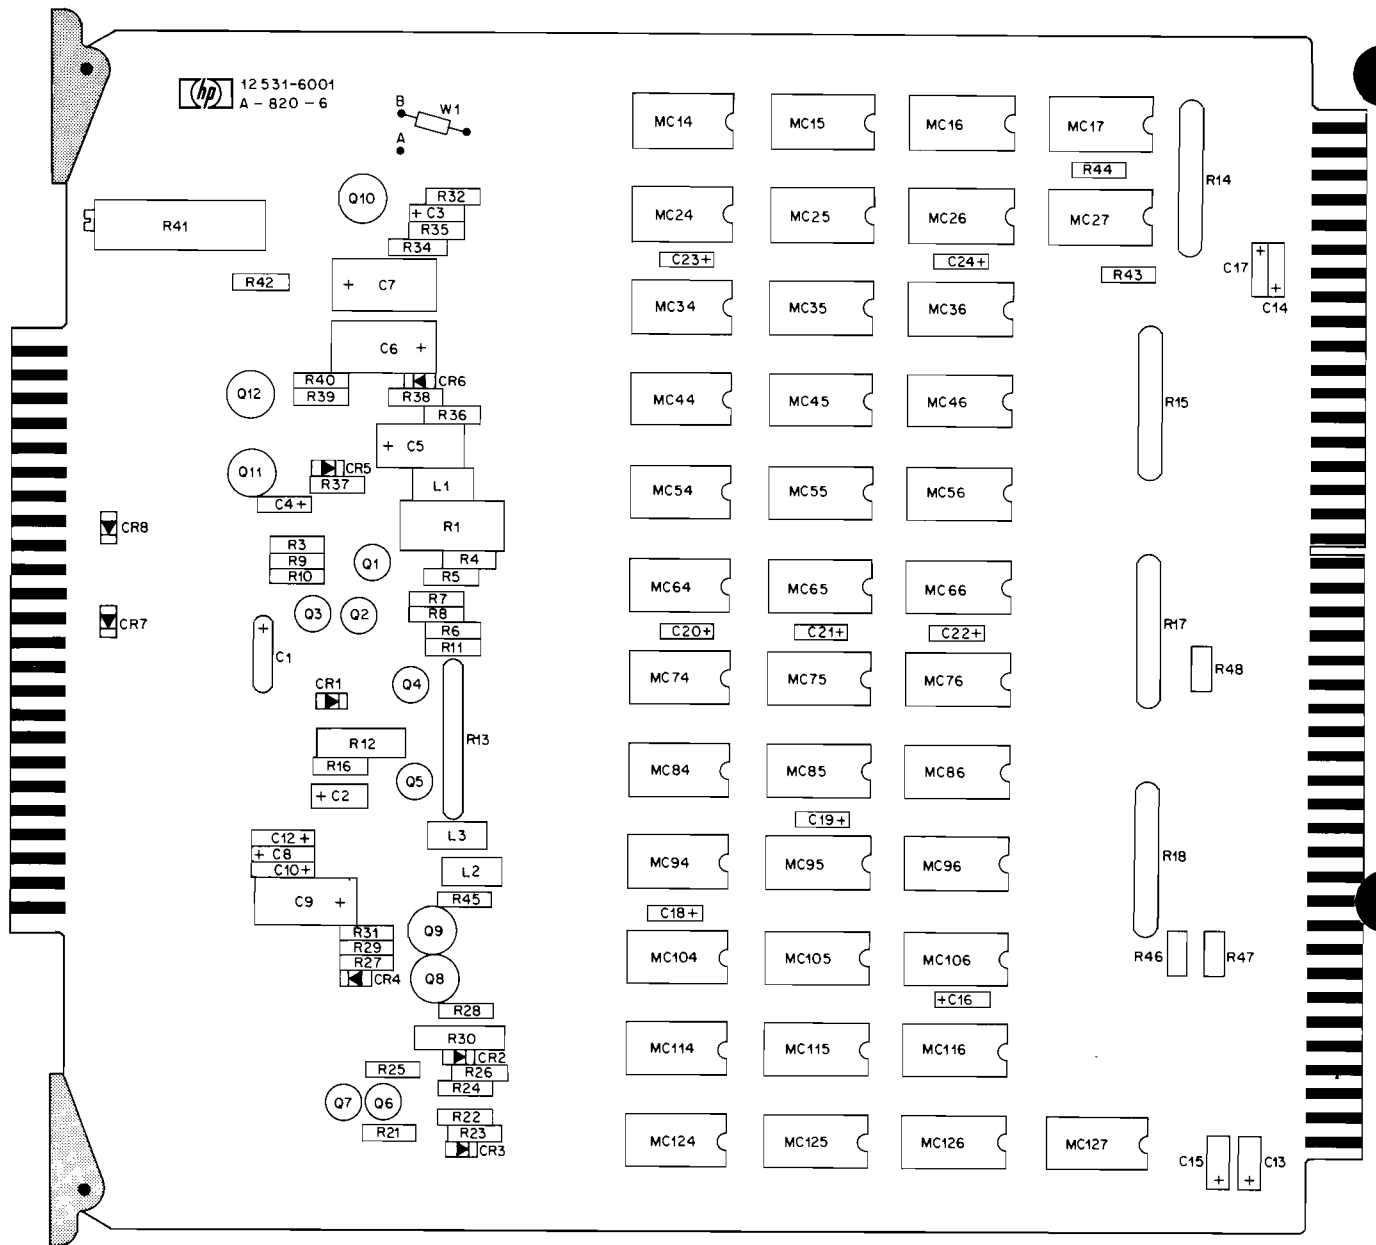 hp 12531-6001
A-820-6
B
W1
A
MC14 MC15 MC16 MC17
R44
R14
Q10
R32
+ C3
R35
R34
R41
MC24 MC25 MC26 MC27
C23+
C24+
R43
C17
+
+
C14
R42
+ C7
MC34 MC35 MC36
C6 +
R40
R39
CR6
R38
R36
Q12
MC44 MC45 MC46
R15
+ C5
Q11
CR5
R37
L1
C4+
MC54 MC55 MC56
R1
CR8
R3
R9
R10
Q1
R4
R5
MC64 MC65 MC66
R7
R8
R6
R11
Q3
Q2
CR7
+
C1
C20+
C21+
C22+
R17
R48
CR1
Q4
MC74 MC75 MC76
R12
R16
R13
Q5
+ C2
MC84 MC85 MC86
C19+
L3
C12+
+ C8
C10+
L2
C9 +
R45
MC94 MC95 MC96
R18
C18+
R31
R29
R27
CR4
Q9
Q8
MC104 MC105 MC106
R46
R47
+C16
R28
R30
CR2
R26
R24
R25
MC114 MC115 MC116
Q7
Q6
R22
R23
CR3
R21
MC124 MC125 MC126 MC127
C15
+
+
C13